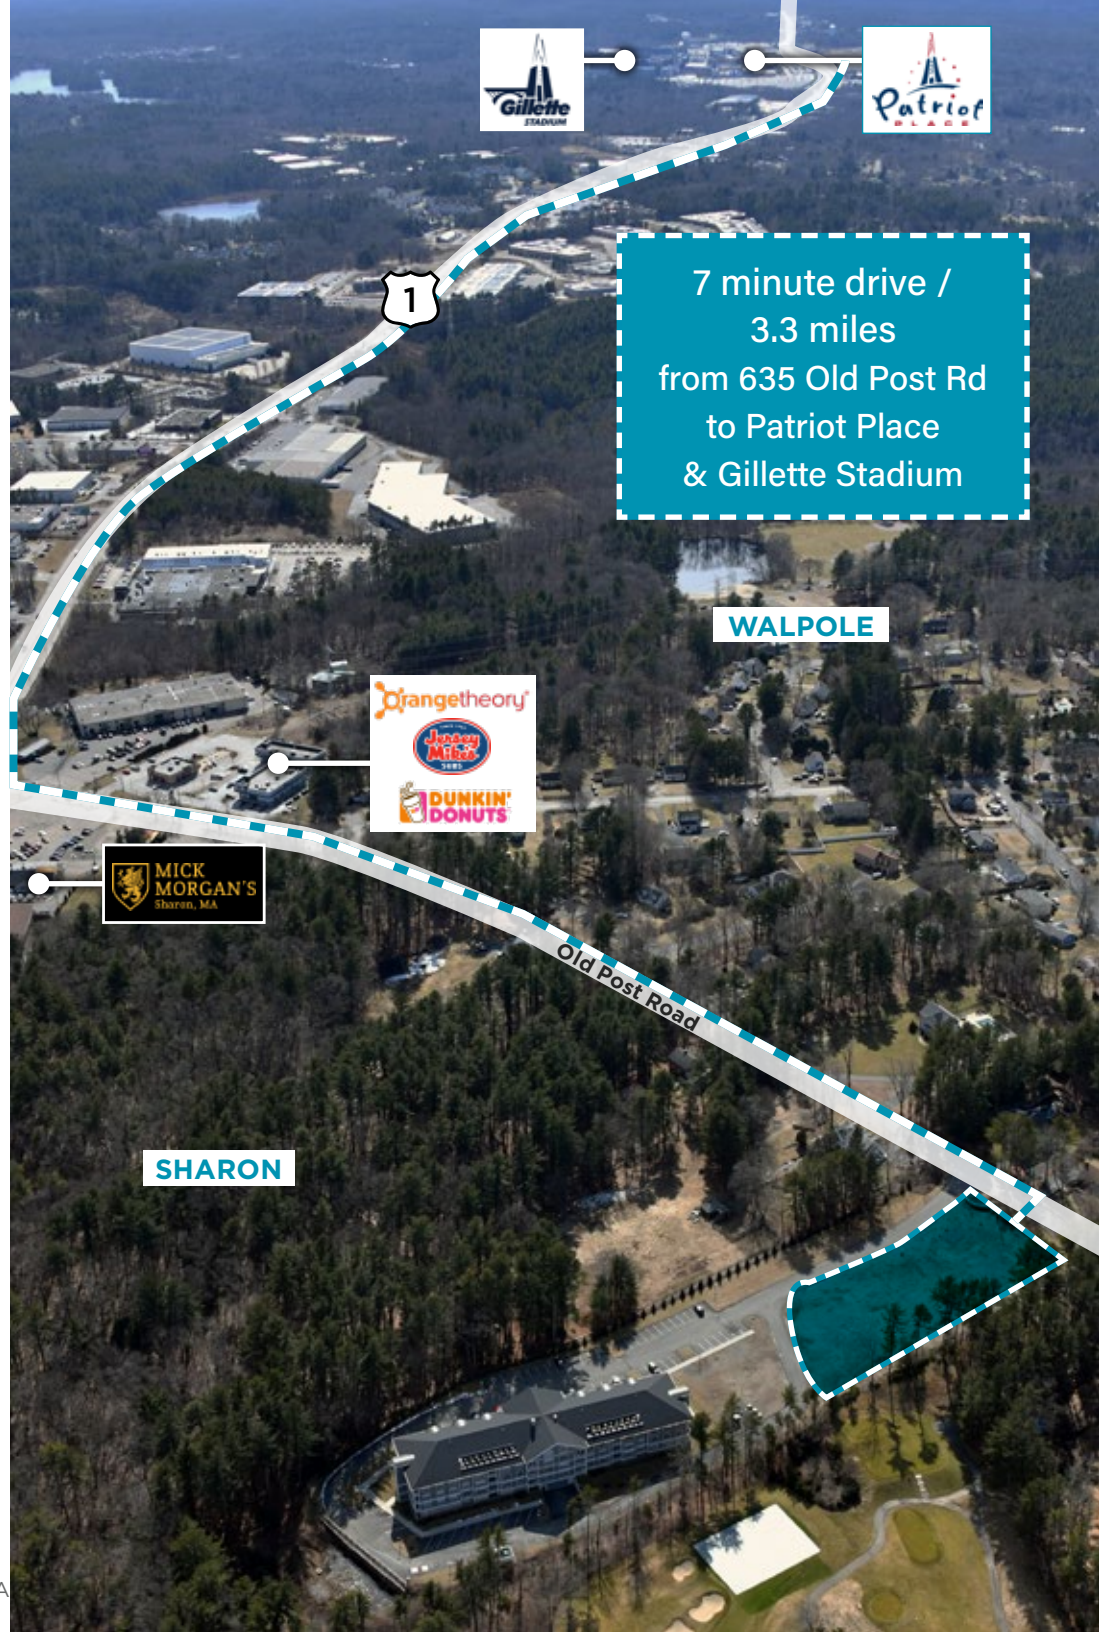 Gillette
STADIUM
Patriot
PLACE
1
7 minute drive /
3.3 miles
from 635 Old Post Rd
to Patriot Place
& Gillette Stadium
WALPOLE
Orangetheory
Jersey
Mike's
SUBS
DUNKIN'
DONUTS
MICK
MORGAN'S
Sharon, MA
Old Post Road
SHARON
A